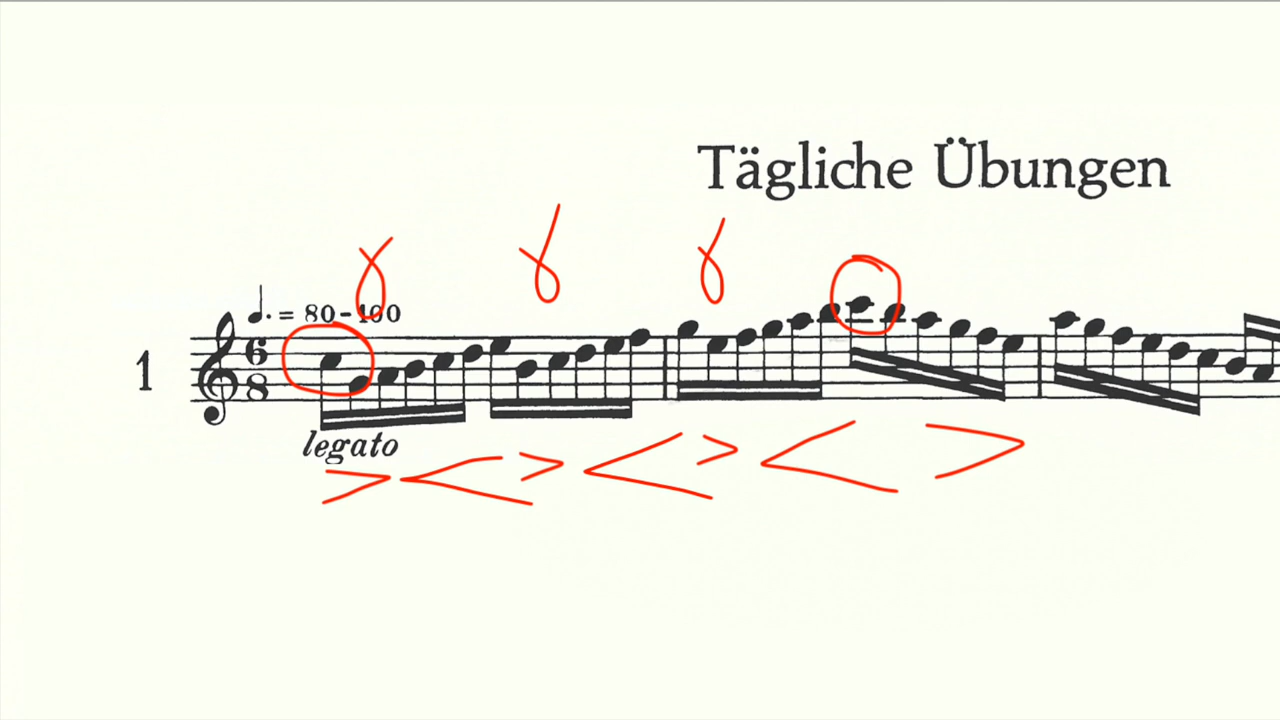 Tägliche Übungen
♩. = 80-100
1
6
8
legato